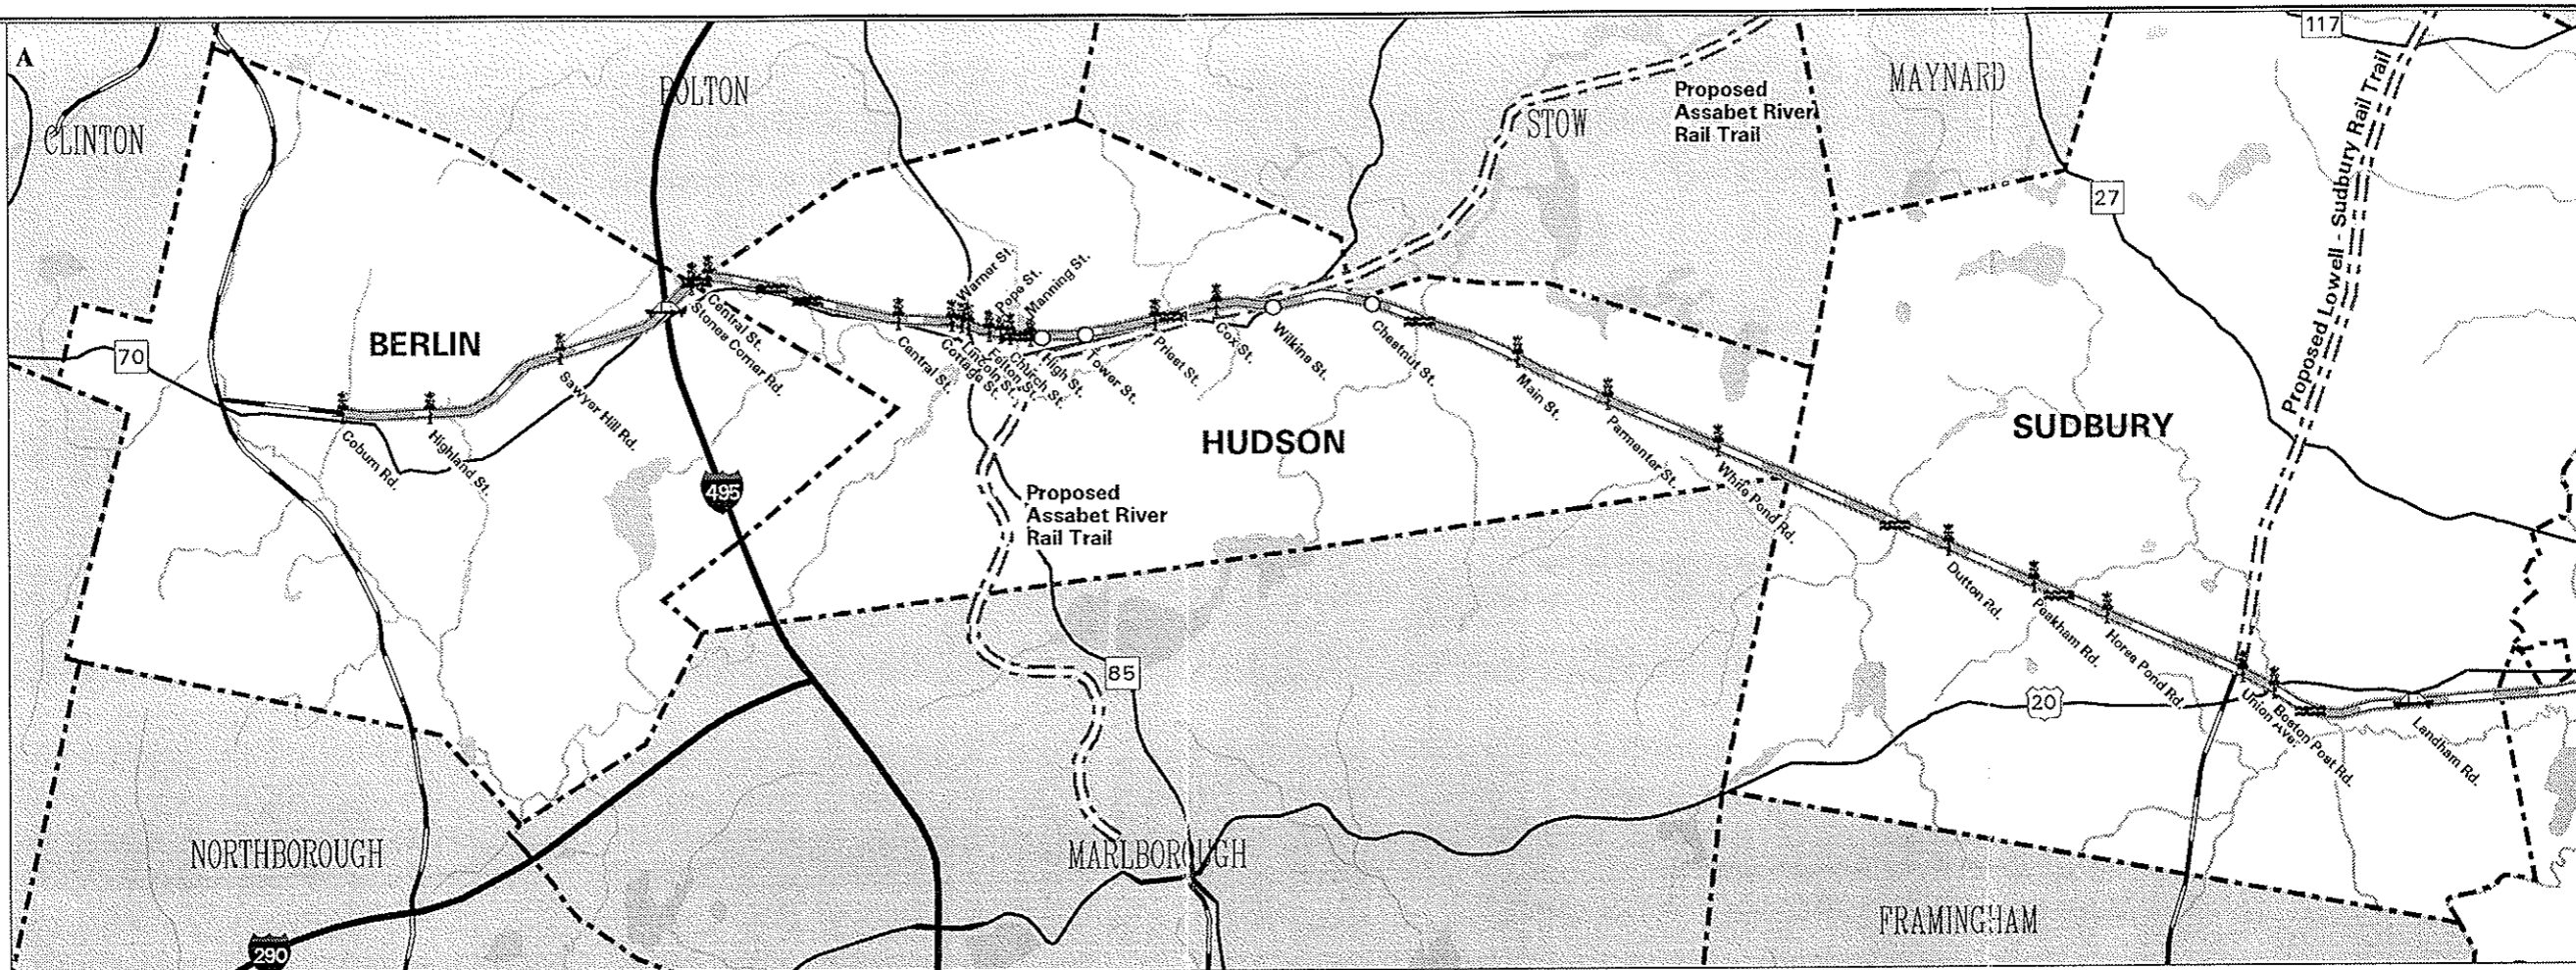 A
117
BOLTON
Proposed
Assabet River
Rail Trail
MAYNARD
CLINTON
STOW
27
Proposed Lowell - Sudbury Rail Trail
Warner St.
Pope St.
Manning St.
BERLIN
70
Central St.
Stones Corner Rd.
Sawyer Hill Rd.
Coburn Rd.
Highland St.
Central St.
Cottage St.
Lincoln St.
Felton St.
Church St.
High St.
Tower St.
Priest St.
Cox St.
Wilkins St.
Chestnut St.
Main St.
Parmenter St.
White Pond Rd.
HUDSON
SUDBURY
495
Proposed
Assabet River
Rail Trail
Dutton Rd.
Peakham Rd.
Horse Pond Rd.
Union Ave.
Boston Post Rd.
Landham Rd.
85
20
NORTHBOROUGH
MARLBOROUGH
FRAMINGHAM
290